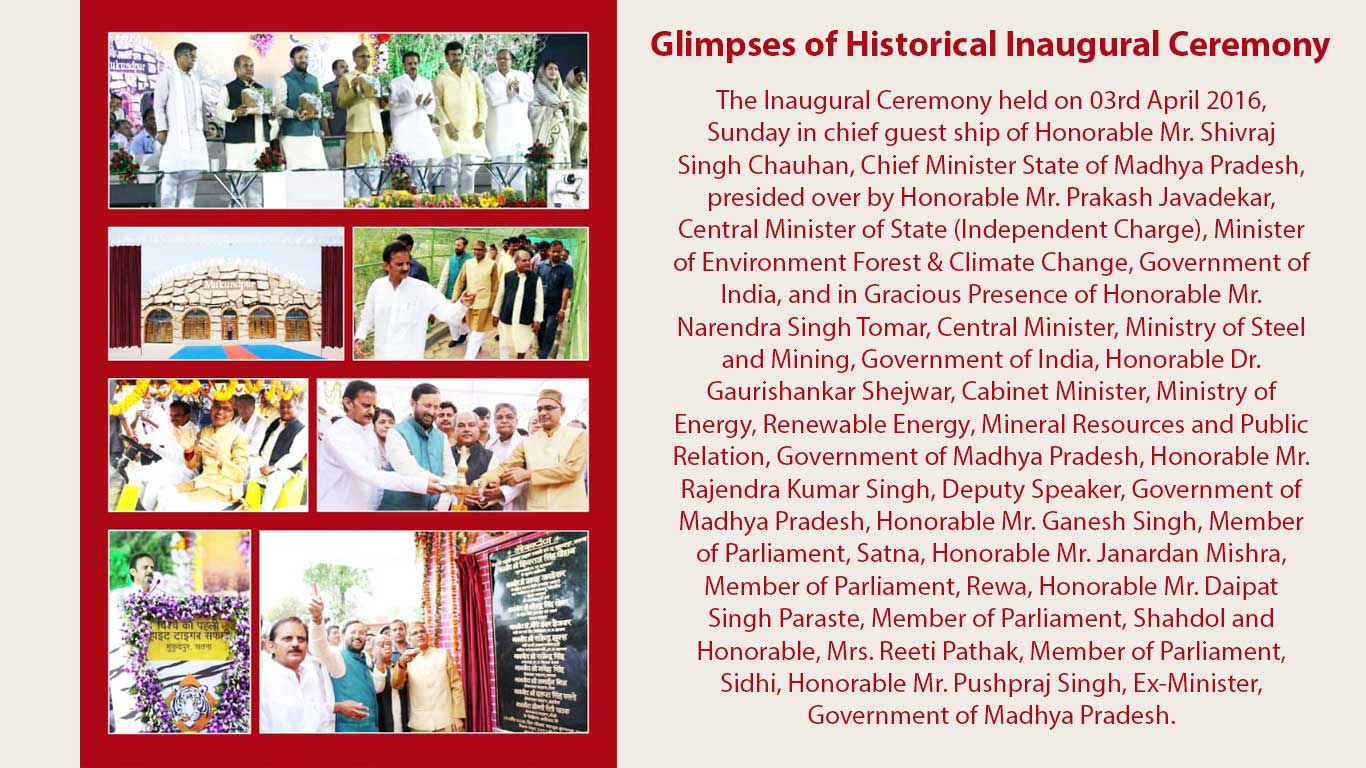 Glimpses of Historical Inaugural Ceremony
The Inaugural Ceremony held on 03rd April 2016,
Sunday in chief guest ship of Honorable Mr. Shivraj
Singh Chauhan, Chief Minister State of Madhya Pradesh,
presided over by Honorable Mr. Prakash Javadekar,
Central Minister of State (Independent Charge), Minister
of Environment Forest & Climate Change, Government of
India, and in Gracious Presence of Honorable Mr.
Narendra Singh Tomar, Central Minister, Ministry of Steel
and Mining, Government of India, Honorable Dr.
Gaurishankar Shejwar, Cabinet Minister, Ministry of
Energy, Renewable Energy, Mineral Resources and Public
Relation, Government of Madhya Pradesh, Honorable Mr.
Rajendra Kumar Singh, Deputy Speaker, Government of
Madhya Pradesh, Honorable Mr. Ganesh Singh, Member
of Parliament, Satna, Honorable Mr. Janardan Mishra,
Member of Parliament, Rewa, Honorable Mr. Daipat
Singh Paraste, Member of Parliament, Shahdol and
Honorable, Mrs. Reeti Pathak, Member of Parliament,
Sidhi, Honorable Mr. Pushpraj Singh, Ex-Minister,
Government of Madhya Pradesh.
Mukundpur
WHITE TIGER SAFARI & ZOO
Mukundpur
विश्व की पहली
व्हाइट टाइगर सफारी
मुकुन्दपुर, सतना
लोकार्पण